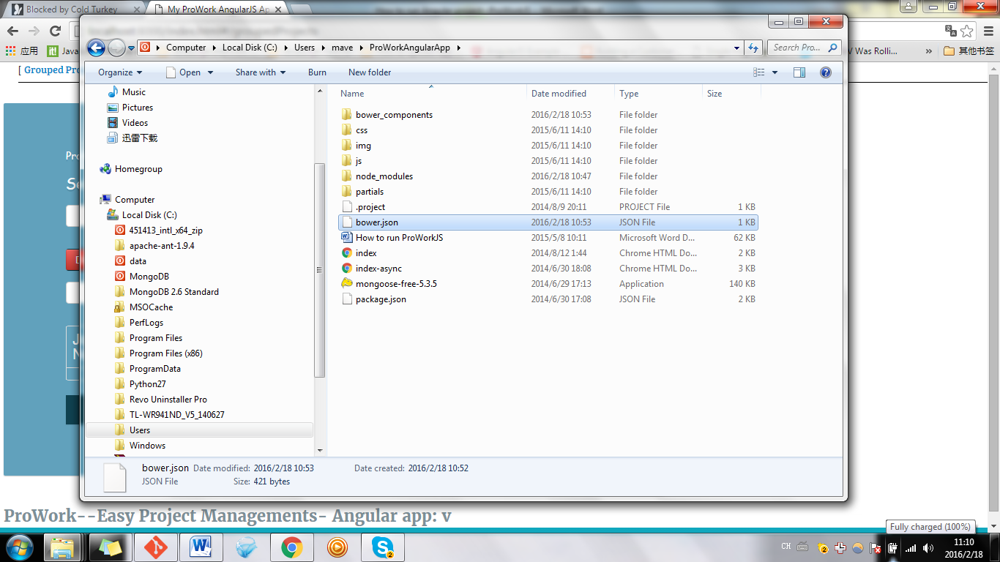 Blocked by Cold Turkey
My ProWork AngularJS Ap
应用
Java
V Was Rolli...
»
其他书签
[ Grouped Pro
Computer
Local Disk (C:)
Users
mave
ProWorkAngularApp
Search Pro...
Organize
Open
Share with
Burn
New folder
Music
Pictures
Videos
迅雷下载
Homegroup
Computer
Local Disk (C:)
451413_intl_x64_zip
apache-ant-1.9.4
data
MongoDB
MongoDB 2.6 Standard
MSOCache
PerfLogs
Program Files
Program Files (x86)
ProgramData
Python27
Revo Uninstaller Pro
TL-WR941ND_V5_140627
Users
Windows
Name Date modified Type Size
bower_components 2016/2/18 10:53 File folder
css 2015/6/11 14:10 File folder
img 2015/6/11 14:10 File folder
js 2015/6/11 14:10 File folder
node_modules 2016/2/18 10:47 File folder
partials 2015/6/11 14:10 File folder
.project 2014/8/9 20:11 PROJECT File 1 KB
bower.json 2016/2/18 10:53 JSON File 1 KB
How to run ProWorkJS 2015/5/8 10:11 Microsoft Word D... 62 KB
index 2014/8/12 1:44 Chrome HTML Do... 2 KB
index-async 2014/6/30 18:08 Chrome HTML Do... 3 KB
mongoose-free-5.3.5 2014/6/29 17:13 Application 140 KB
package.json 2014/6/30 17:08 JSON File 2 KB
bower.json Date modified: 2016/2/18 10:53 Date created: 2016/2/18 10:52
JSON File Size: 421 bytes
ProWork--Easy Project Managements- Angular app: v
Fully charged (100%)
CH
11:10
2016/2/18